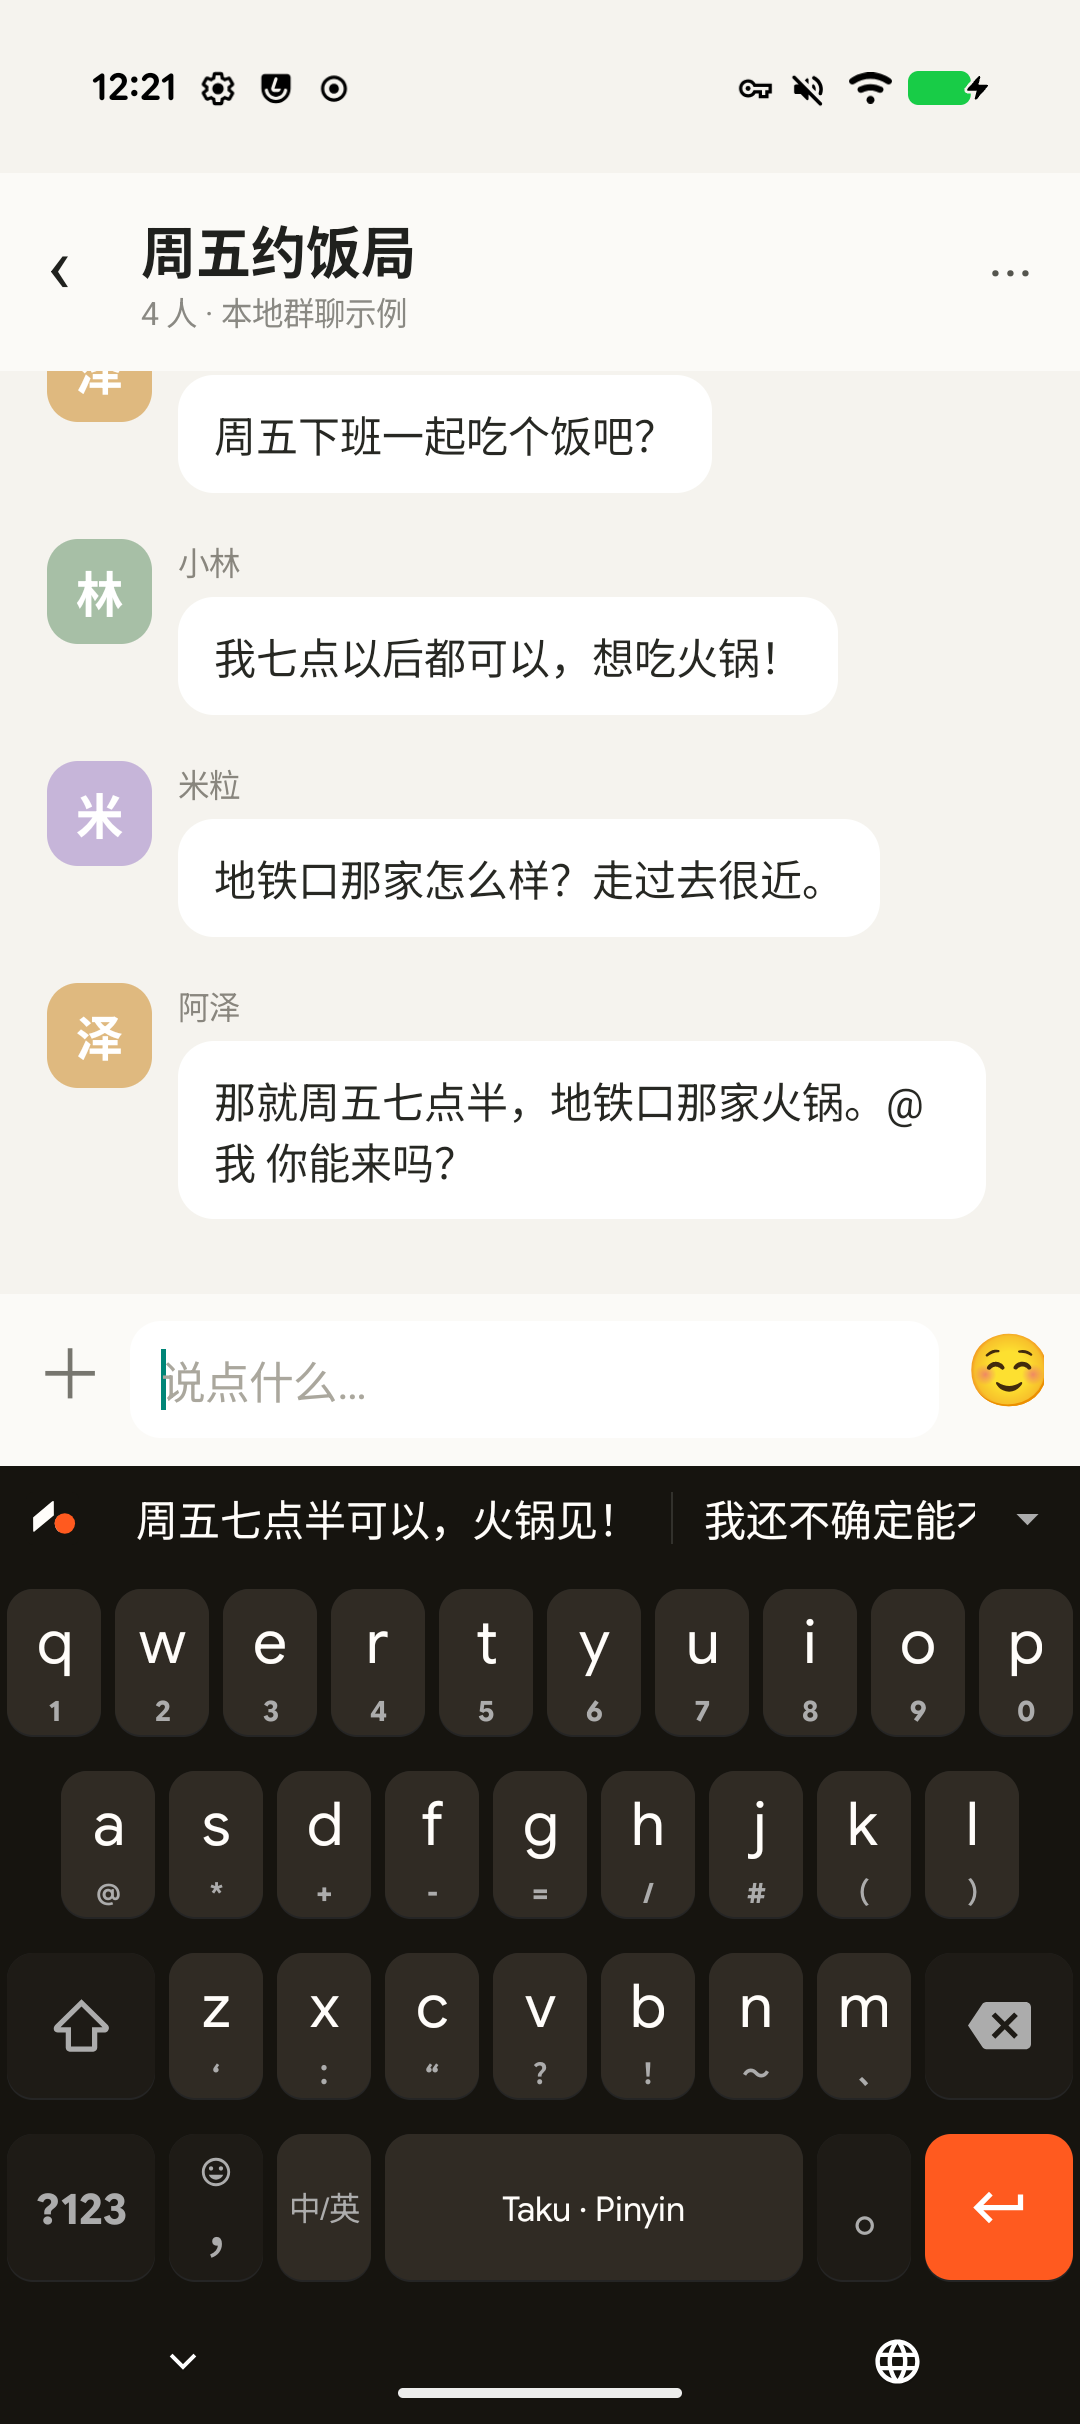 12:21
周五约饭局
4 人 · 本地群聊示例
...
泽
周五下班一起吃个饭吧？
林
小林
我七点以后都可以，想吃火锅！
米
米粒
地铁口那家怎么样？走过去很近。
泽
阿泽
那就周五七点半，地铁口那家火锅。@
我 你能来吗？
说点什么...
周五七点半可以，火锅见！
我还不确定能
q w e r t y u i o p
1 2 3 4 5 6 7 8 9 0
a s d f g h j k l
@ * + - = / # ( )
z x c v b n m
‘ : “ ? ! ～ 、
?123 ， 中/英 Taku · Pinyin 。